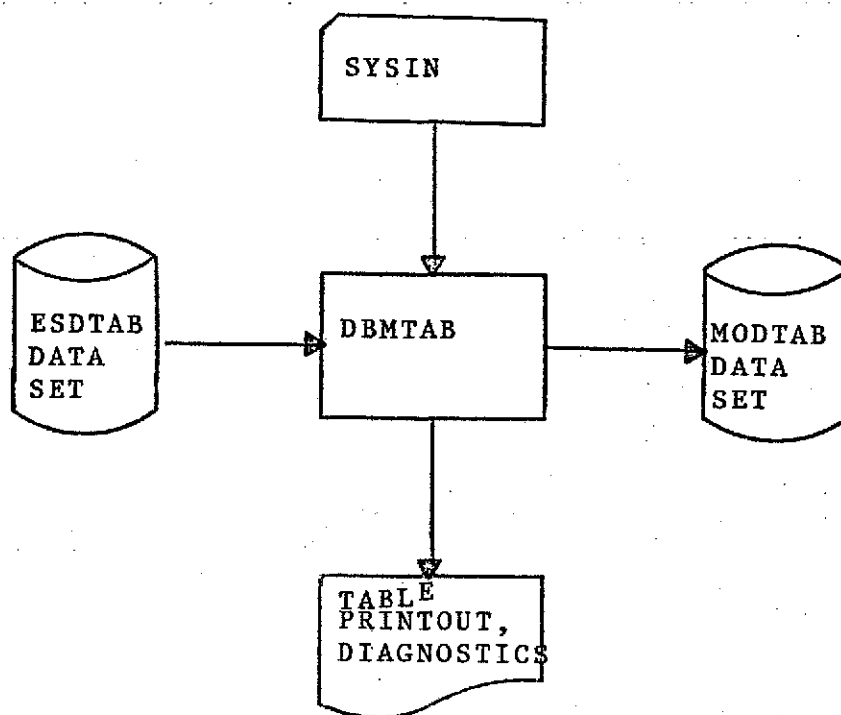 SYSIN
ESDTAB
DATA
SET
DBMTAB
MODTAB
DATA
SET
TABLE
PRINTOUT,
DIAGNOSTICS